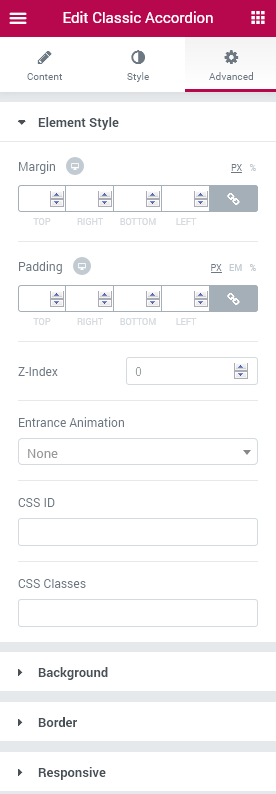 Edit Classic Accordion
Content Style Advanced
Element Style
Margin PX %
TOP RIGHT BOTTOM LEFT
Padding PX EM %
TOP RIGHT BOTTOM LEFT
Z-Index 0
Entrance Animation
None
CSS ID
CSS Classes
Background
Border
Responsive